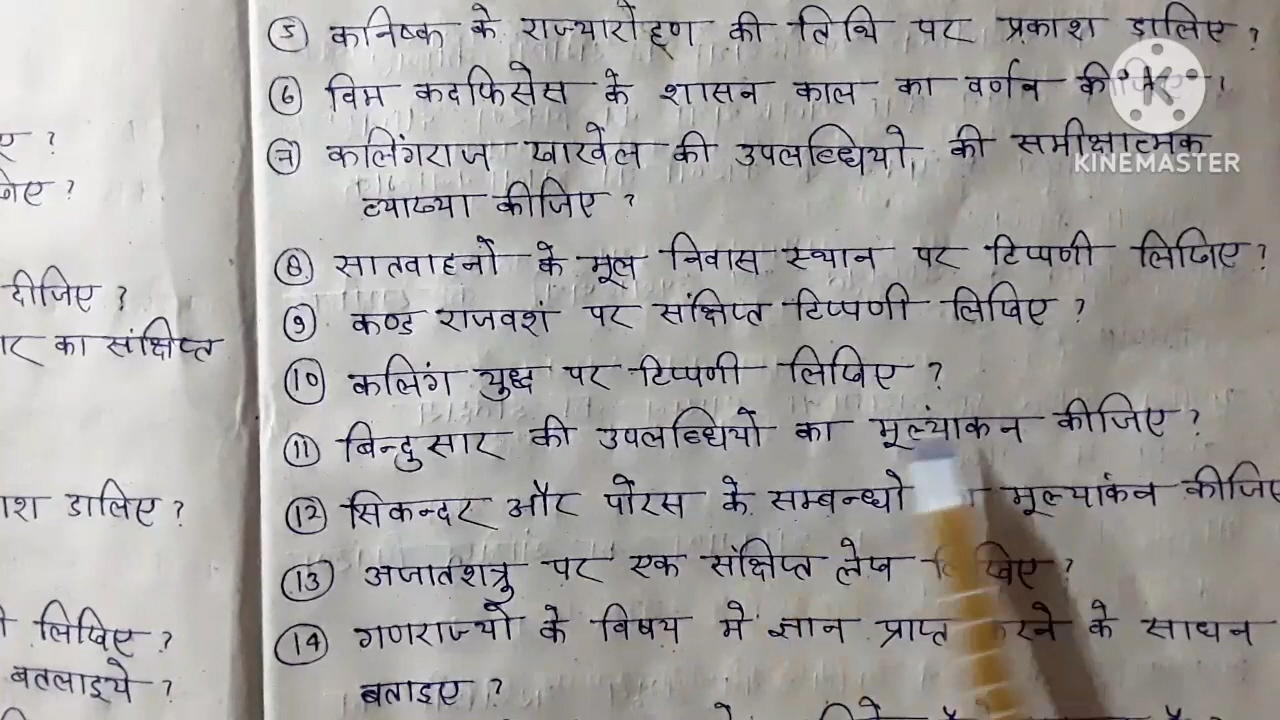 ⑤ कनिष्क के राज्यारोहण की तिथि पर प्रकाश डालिए ?
⑥ विम कदफिसेस के शासन काल का वर्णन ?
⑦ कलिंगराज खारवेल की उपलब्धियो की समीक्षात्मक
व्याख्या कीजिए ?
⑧ सातवाहनों के मूल निवास स्थान पर टिप्पणी लिखिए ?
⑨ कण्ड राजवशं पर संक्षिप्त टिप्पणी लिखिए ?
⑩ कलिंग युद्ध पर टिप्पणी लिखिए ?
⑪ बिन्दुसार की उपलब्धियों का मूल्यांकन कीजिए ?
⑫ सिकन्दर और पोरस के सम्बन्धो मूल्याकंन
⑬ अजातशत्रु पर एक संक्षिप्त लेख ?
⑭ गणराज्यों के विषय मे ज्ञान प्राप्त के साधन
बताइए ?
KINEMASTER
दीजिए ?
का संक्षिप्त
डालिए ?
लिखिए ?
बतलाइये ?